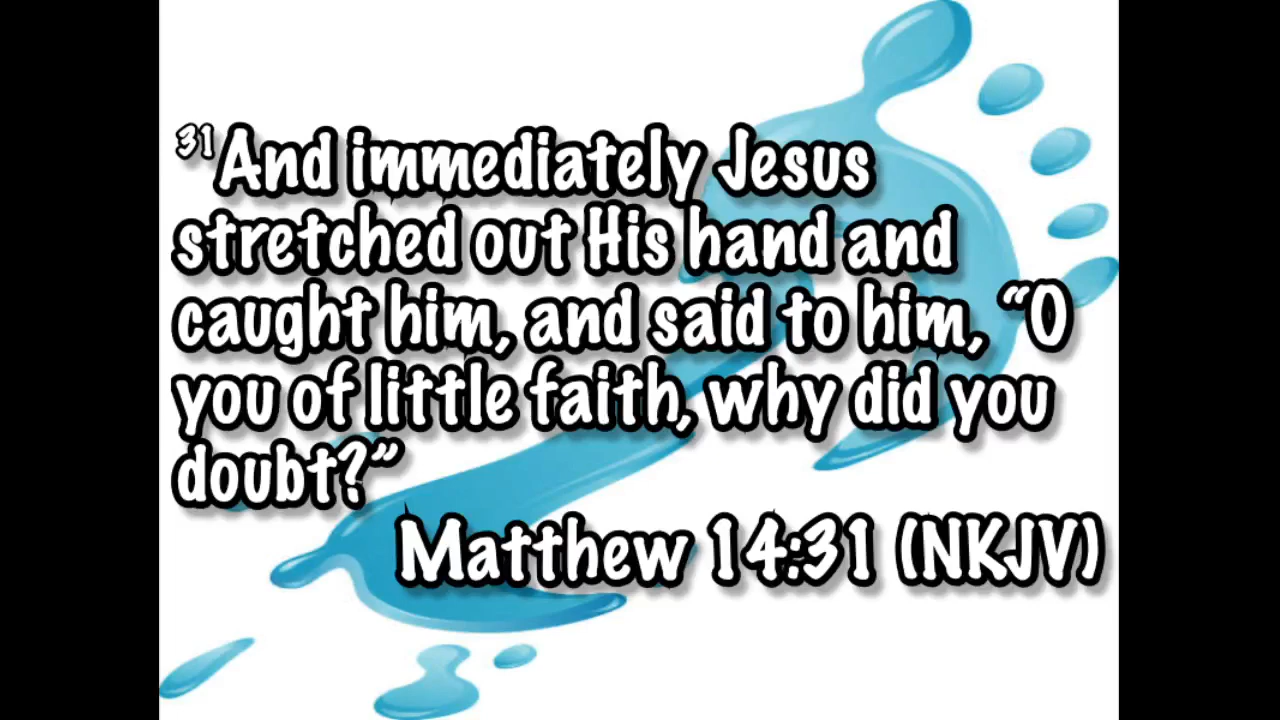 31 And immediately Jesus
stretched out His hand and
caught him, and said to him, “O
you of little faith, why did you
doubt?”
Matthew 14:31 (NKJV)